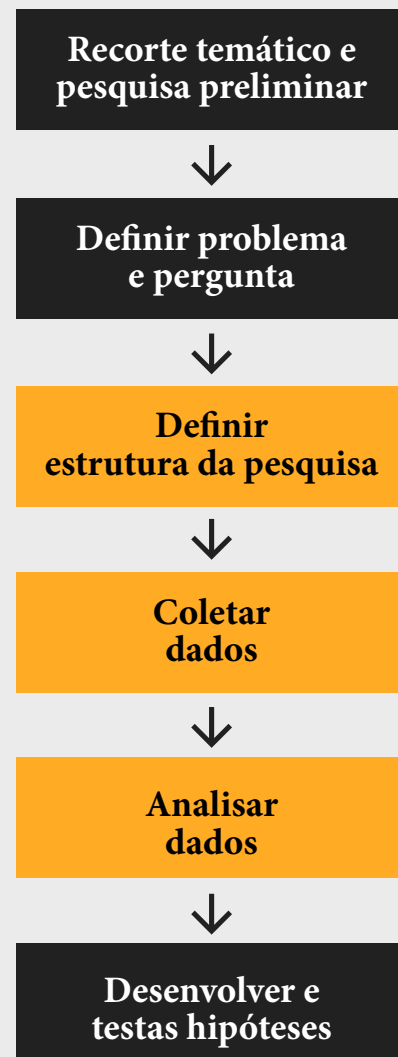 Recorte temático e
pesquisa preliminar
Definir problema
e pergunta
Definir
estrutura da pesquisa
Coletar
dados
Analisar
dados
Desenvolver e
testas hipóteses